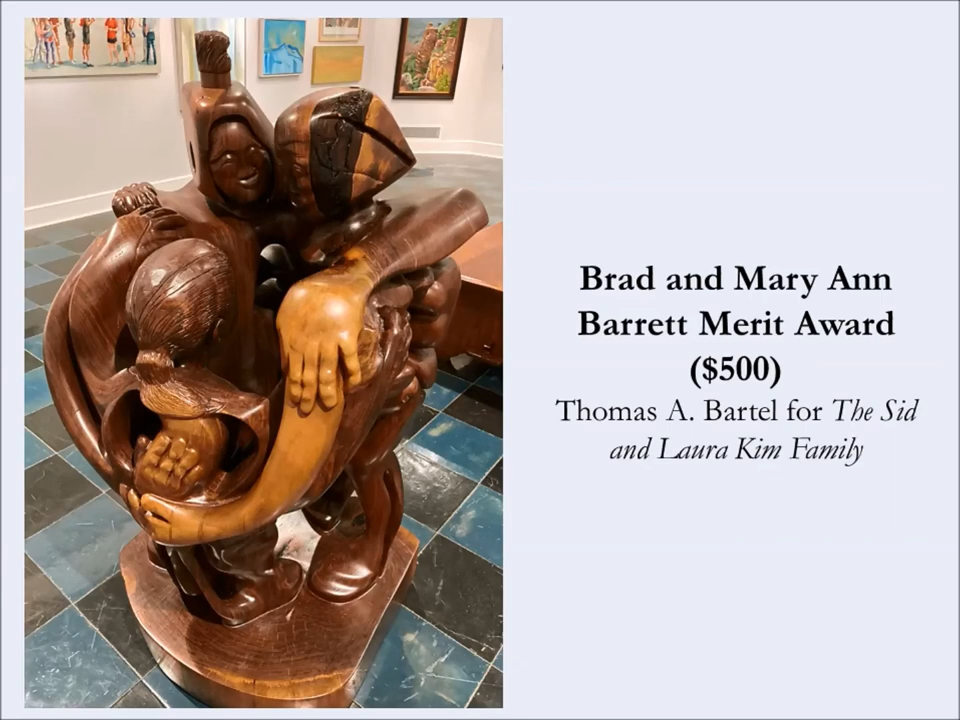 Brad and Mary Ann
Barrett Merit Award
($500)
Thomas A. Bartel for The Sid
and Laura Kim Family